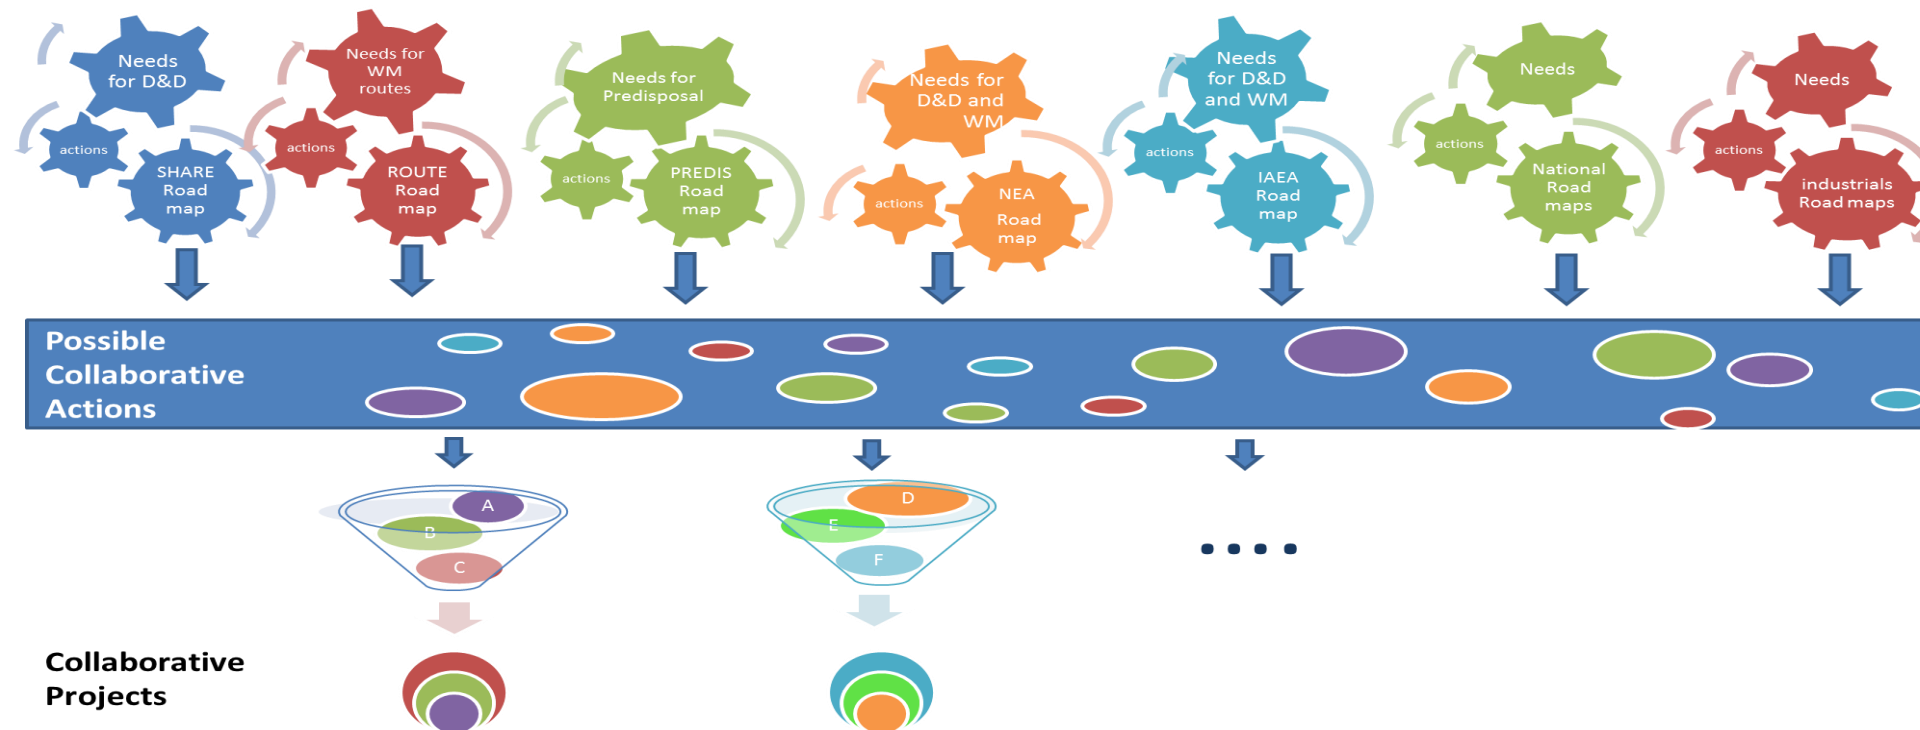 Needs
for D&D
actions
SHARE
Road
map
Needs for
WM
routes
actions
ROUTE
Road
map
Needs for
Predisposal
actions
PREDIS
Road
map
Needs for
D&D and
WM
actions
NEA
Road
map
Needs
for D&D
and WM
actions
IAEA
Road
map
Needs
actions
National
Road
maps
Needs
actions
industrials
Road maps
Possible
Collaborative
Actions
A
B
C
D
E
F
....
Collaborative
Projects